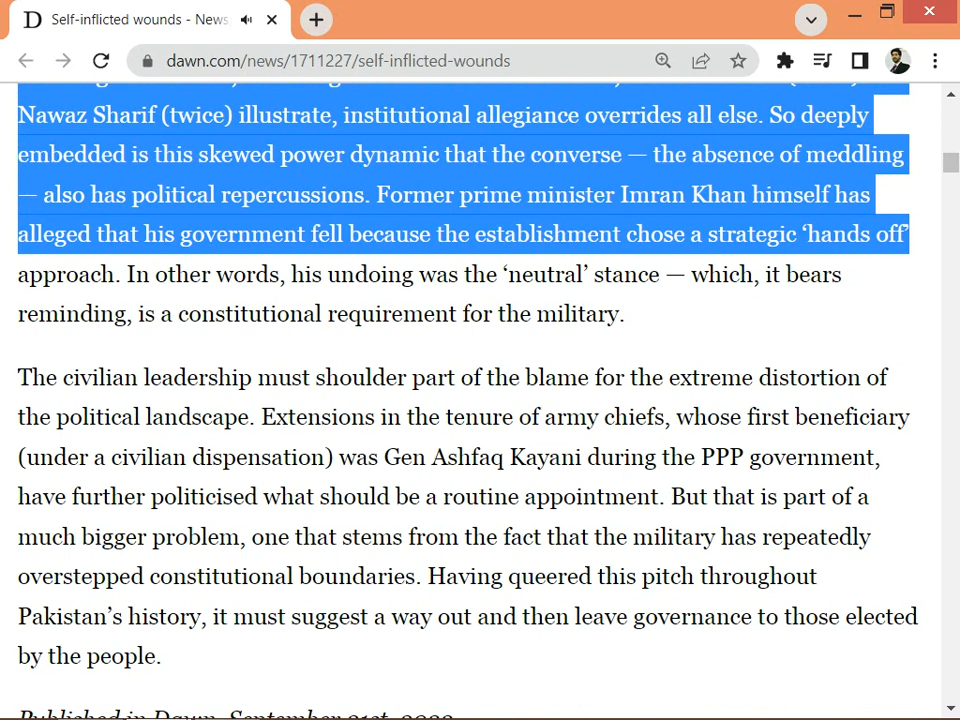 D Self-inflicted wounds - News
dawn.com/news/1711227/self-inflicted-wounds
Nawaz Sharif (twice) illustrate, institutional allegiance overrides all else. So deeply
embedded is this skewed power dynamic that the converse — the absence of meddling
— also has political repercussions. Former prime minister Imran Khan himself has
alleged that his government fell because the establishment chose a strategic ‘hands off’
approach. In other words, his undoing was the ‘neutral’ stance — which, it bears
reminding, is a constitutional requirement for the military.
The civilian leadership must shoulder part of the blame for the extreme distortion of
the political landscape. Extensions in the tenure of army chiefs, whose first beneficiary
(under a civilian dispensation) was Gen Ashfaq Kayani during the PPP government,
have further politicised what should be a routine appointment. But that is part of a
much bigger problem, one that stems from the fact that the military has repeatedly
overstepped constitutional boundaries. Having queered this pitch throughout
Pakistan’s history, it must suggest a way out and then leave governance to those elected
by the people.
Published in Dawn, September 21st, 2022